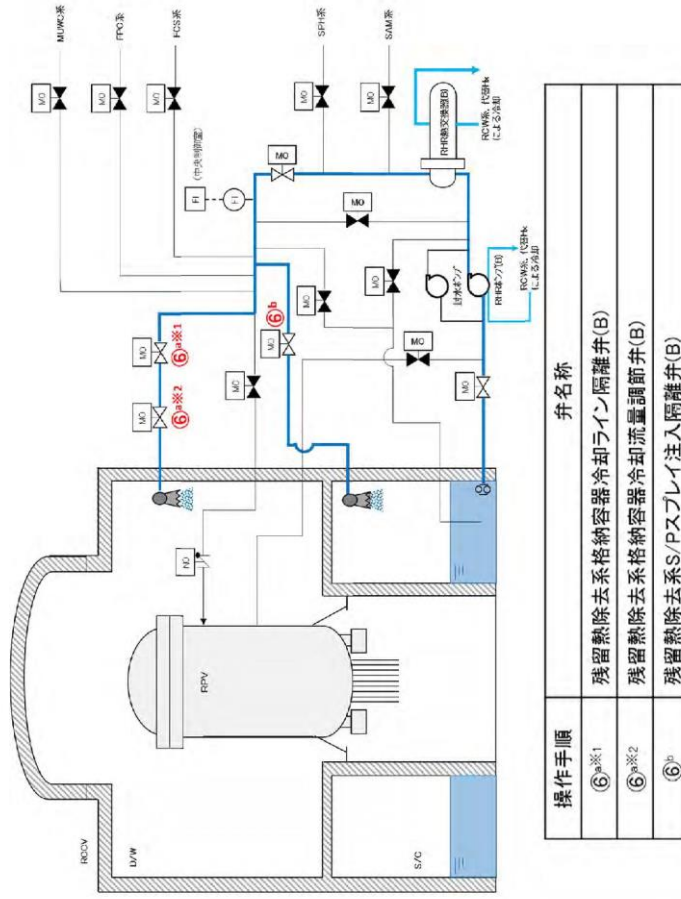 MUWC系
FPC系
FCS系
SPH系
SAM系
MO
MO
MO
MO
MO
(中央制御室)
FI
FT
MO
RHR熱交換器(B)
RCW系, 代替Hx
による冷却
MO
MO
封水ポンプ
RHRポンプ(B)
RCW系, 代替Hx
による冷却
MO
MO
MO
⑥a※1
MO
⑥a※2
MO
⑥b
MO
MO
NO
RPV
RCCV
D/W
S/C
操作手順 弁名称
⑥a※1 残留熱除去系格納容器冷却ライン隔離弁(B)
⑥a※2 残留熱除去系格納容器冷却流量調節弁(B)
⑥b 残留熱除去系S/Pスプレイ注入隔離弁(B)